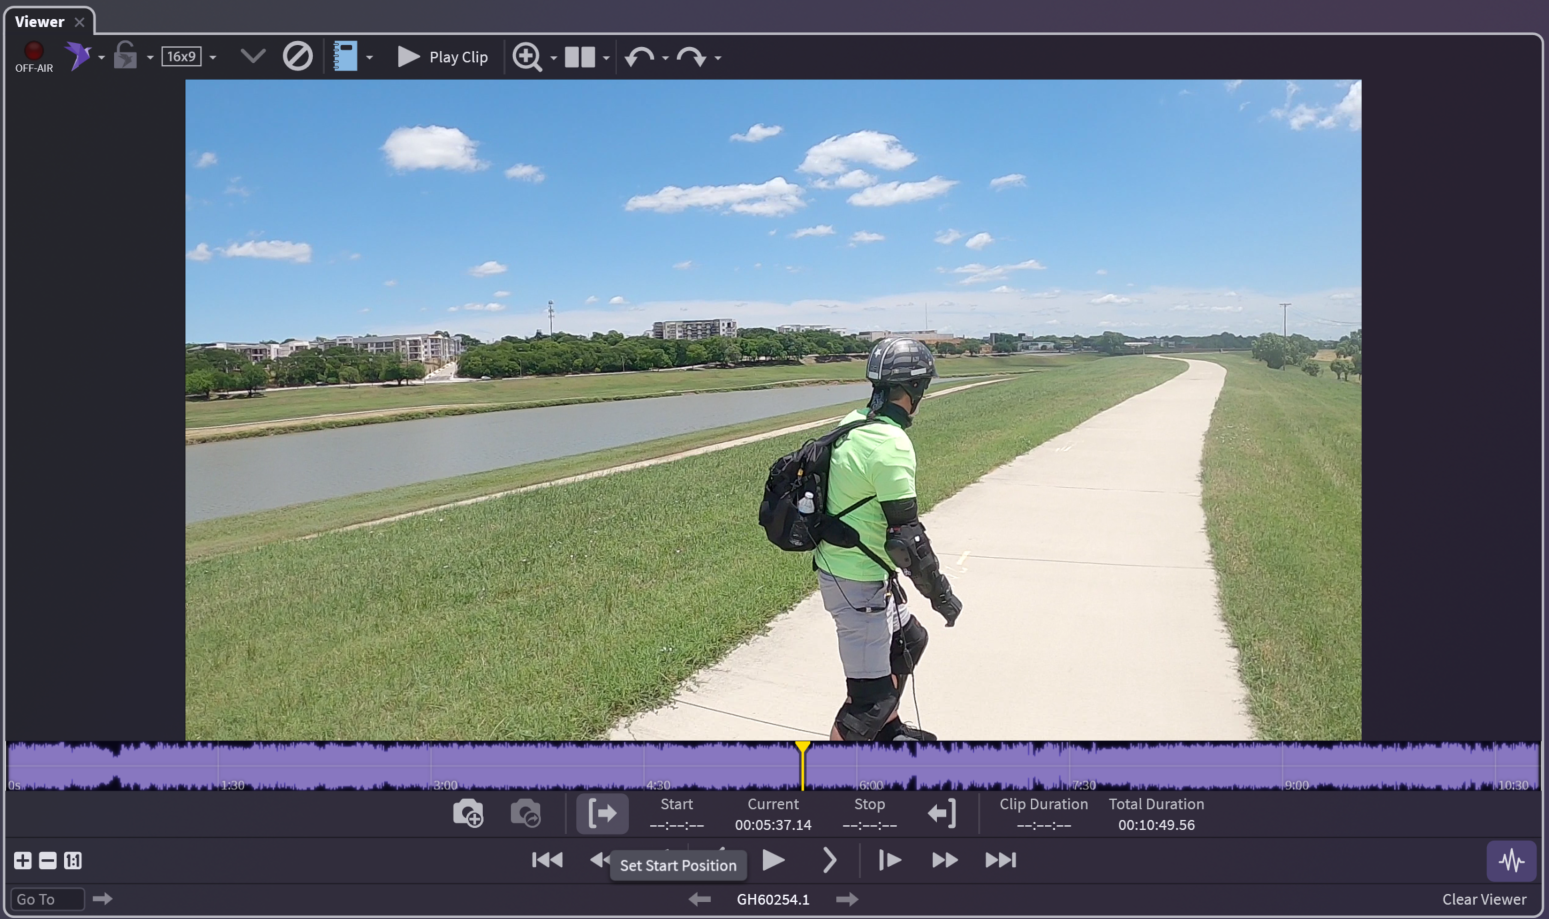 Viewer
OFF-AIR
16x9
Play Clip
0s
1:30
3:00
4:30
6:00
7:30
9:00
10:30
Start
Current
Stop
Clip Duration
Total Duration
--:--:--
00:05:37.14
--:--:--
--:--:--
00:10:49.56
1:1
Set Start Position
Go To
GH60254.1
Clear Viewer